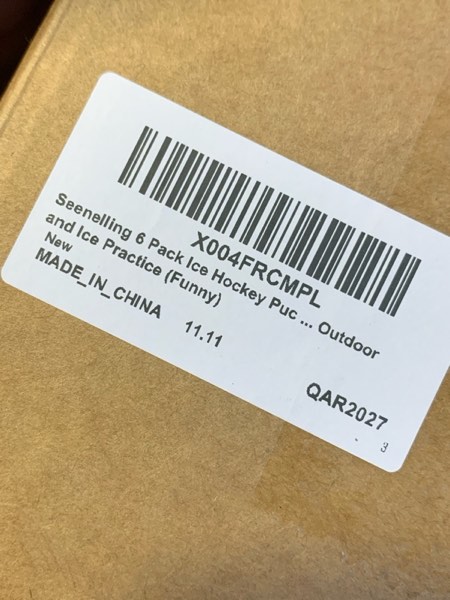 X004FRCMPL
Seenelling 6 Pack Ice Hockey Puc ... Outdoor
and Ice Practice (Funny)
New
MADE_IN_CHINA
11.11
QAR2027
3